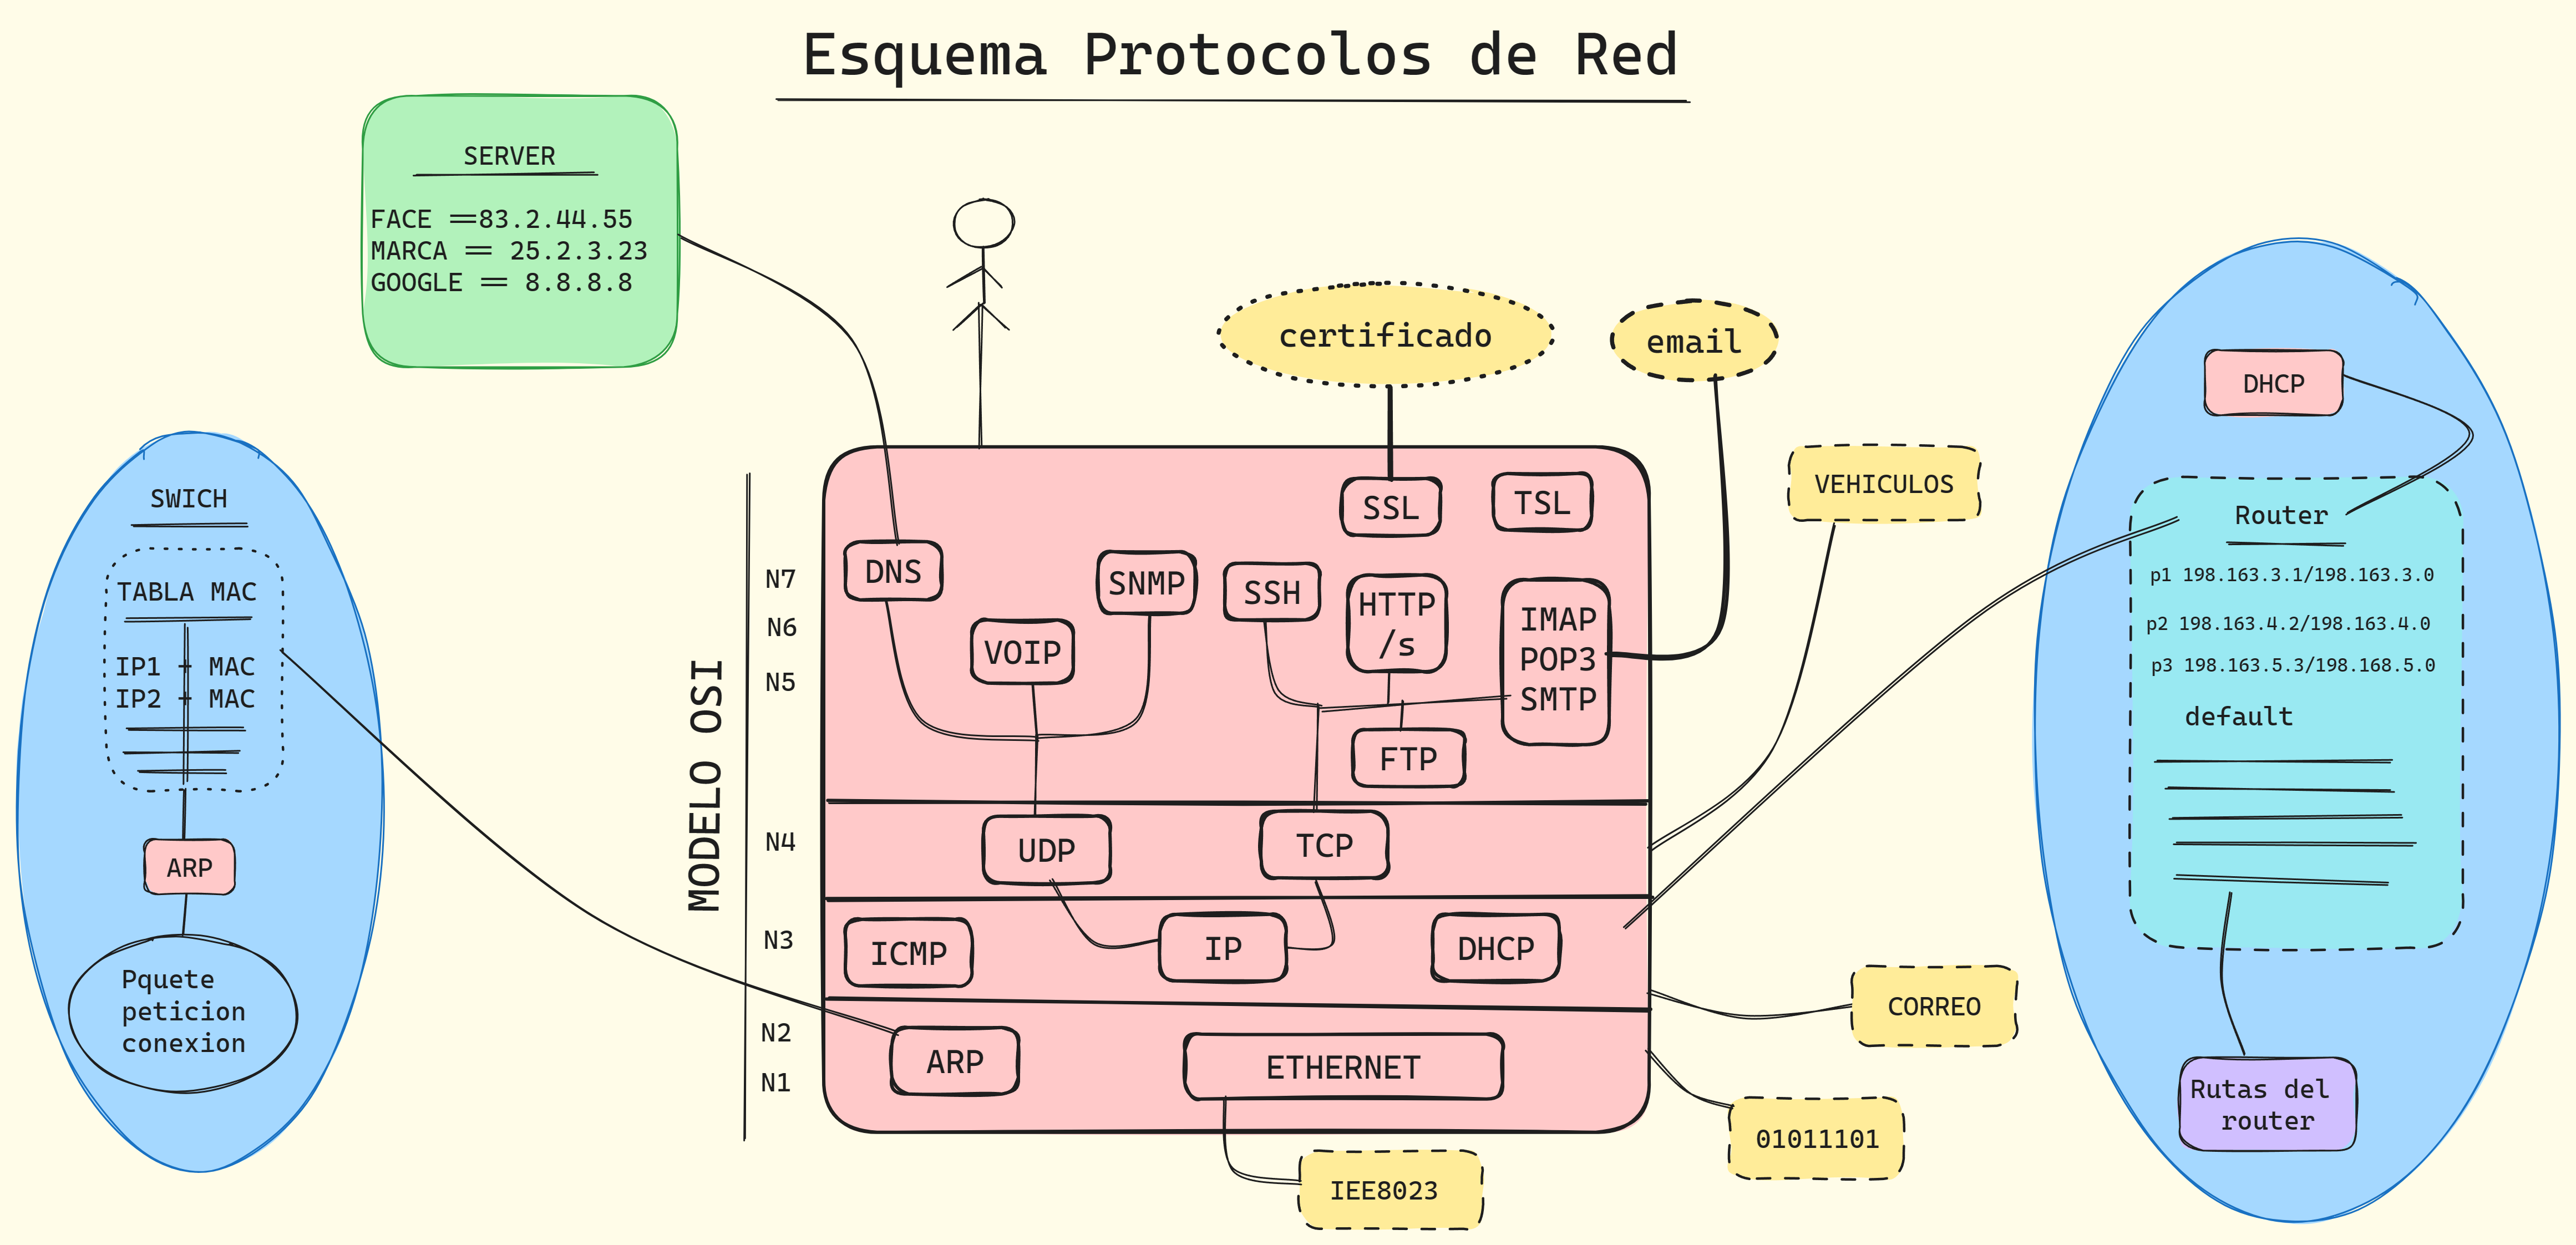 Esquema Protocolos de Red
SERVER
FACE ==83.2.44.55
MARCA == 25.2.3.23
GOOGLE == 8.8.8.8
certificado
email
SWICH
TABLA MAC
IP1 + MAC
IP2 + MAC
ARP
Pquete
peticion
conexion
MODELO OSI
N7
N6
N5
N4
N3
N2
N1
SSL
TSL
DNS
SNMP
SSH
HTTP
/s
VOIP
IMAP
POP3
SMTP
FTP
UDP
TCP
ICMP
IP
DHCP
ARP
ETHERNET
IEE8023
VEHICULOS
CORREO
01011101
DHCP
Router
p1 198.163.3.1/198.163.3.0
p2 198.163.4.2/198.163.4.0
p3 198.163.5.3/198.168.5.0
default
Rutas del
router